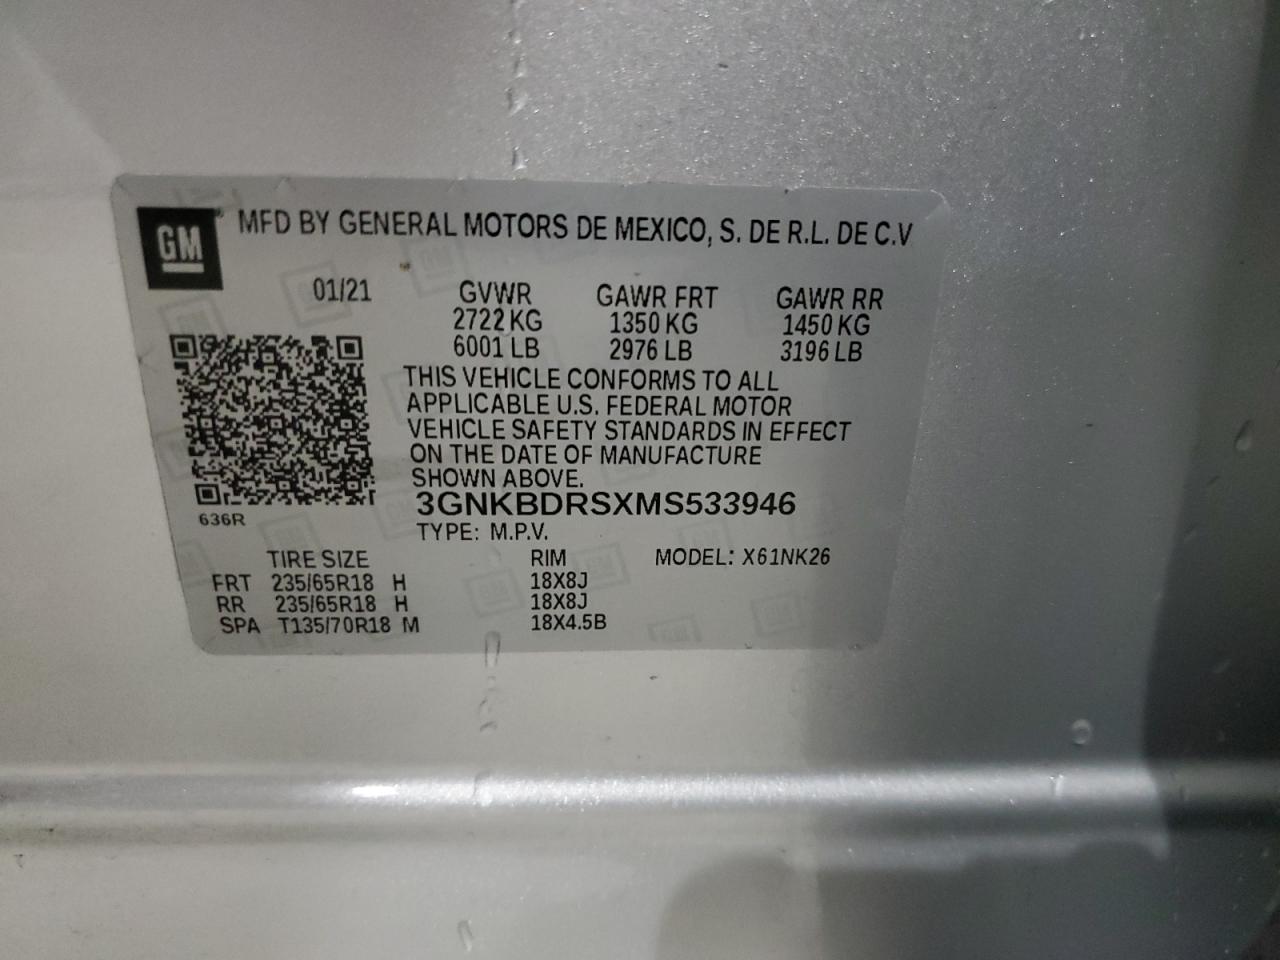 GM® MFD BY GENERAL MOTORS DE MEXICO, S. DE R.L. DE C.V
01/21 GVWR GAWR FRT GAWR RR
2722 KG 1350 KG 1450 KG
6001 LB 2976 LB 3196 LB
THIS VEHICLE CONFORMS TO ALL
APPLICABLE U.S. FEDERAL MOTOR
VEHICLE SAFETY STANDARDS IN EFFECT
ON THE DATE OF MANUFACTURE
SHOWN ABOVE.
3GNKBDRSXMS533946
636R
TYPE: M.P.V.
TIRE SIZE RIM MODEL: X61NK26
FRT 235/65R18 H 18X8J
RR 235/65R18 H 18X8J
SPA T135/70R18 M 18X4.5B